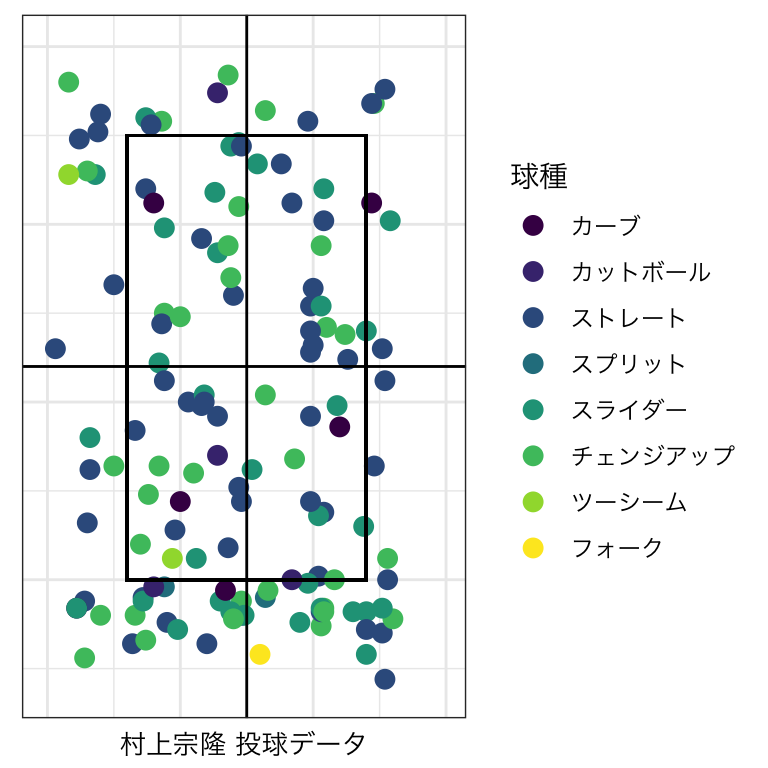 球種
カーブ
カットボール
ストレート
スプリット
スライダー
チェンジアップ
ツーシーム
フォーク
村上宗隆 投球データ